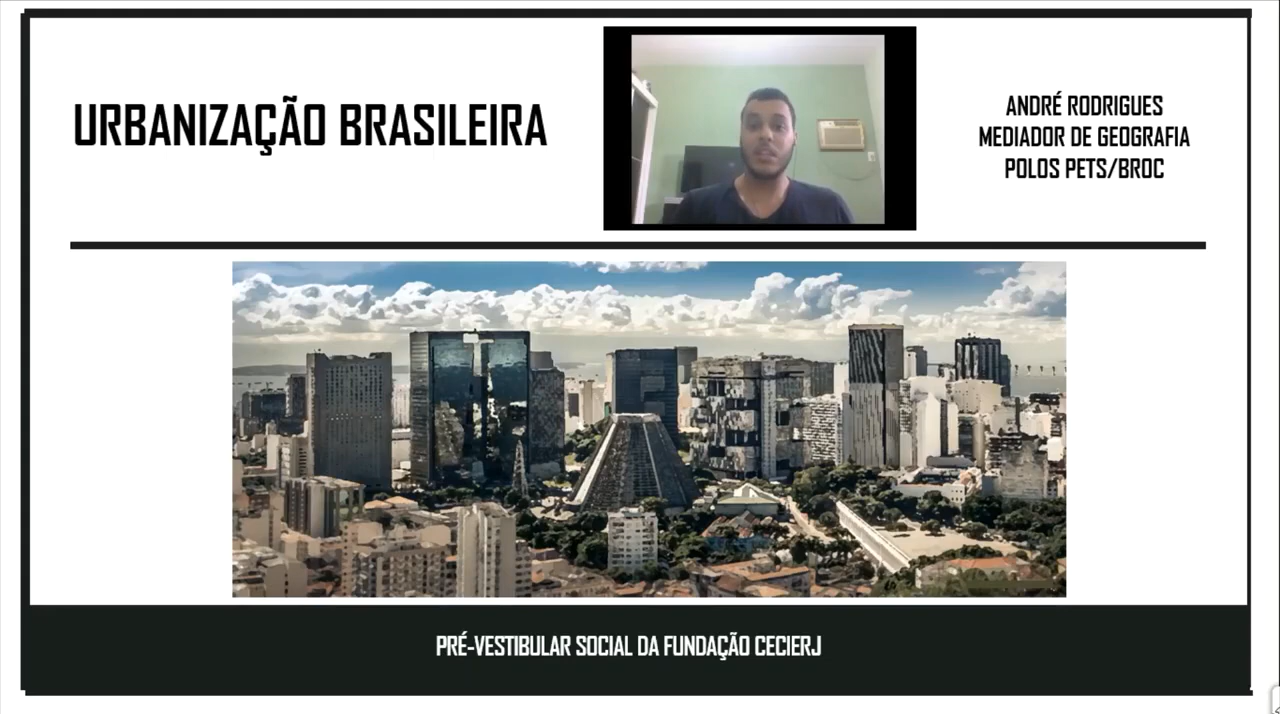 URBANIZAÇÃO BRASILEIRA
ANDRÉ RODRIGUES
MEDIADOR DE GEOGRAFIA
POLOS PETS/BROC
PRÉ-VESTIBULAR SOCIAL DA FUNDAÇÃO CECIERJ